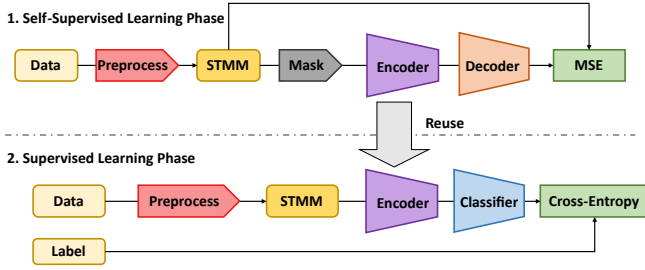 1. Self-Supervised Learning Phase
Data
Preprocess
STMM
Mask
Encoder
Decoder
MSE
Reuse
2. Supervised Learning Phase
Data
Preprocess
STMM
Encoder
Classifier
Cross-Entropy
Label